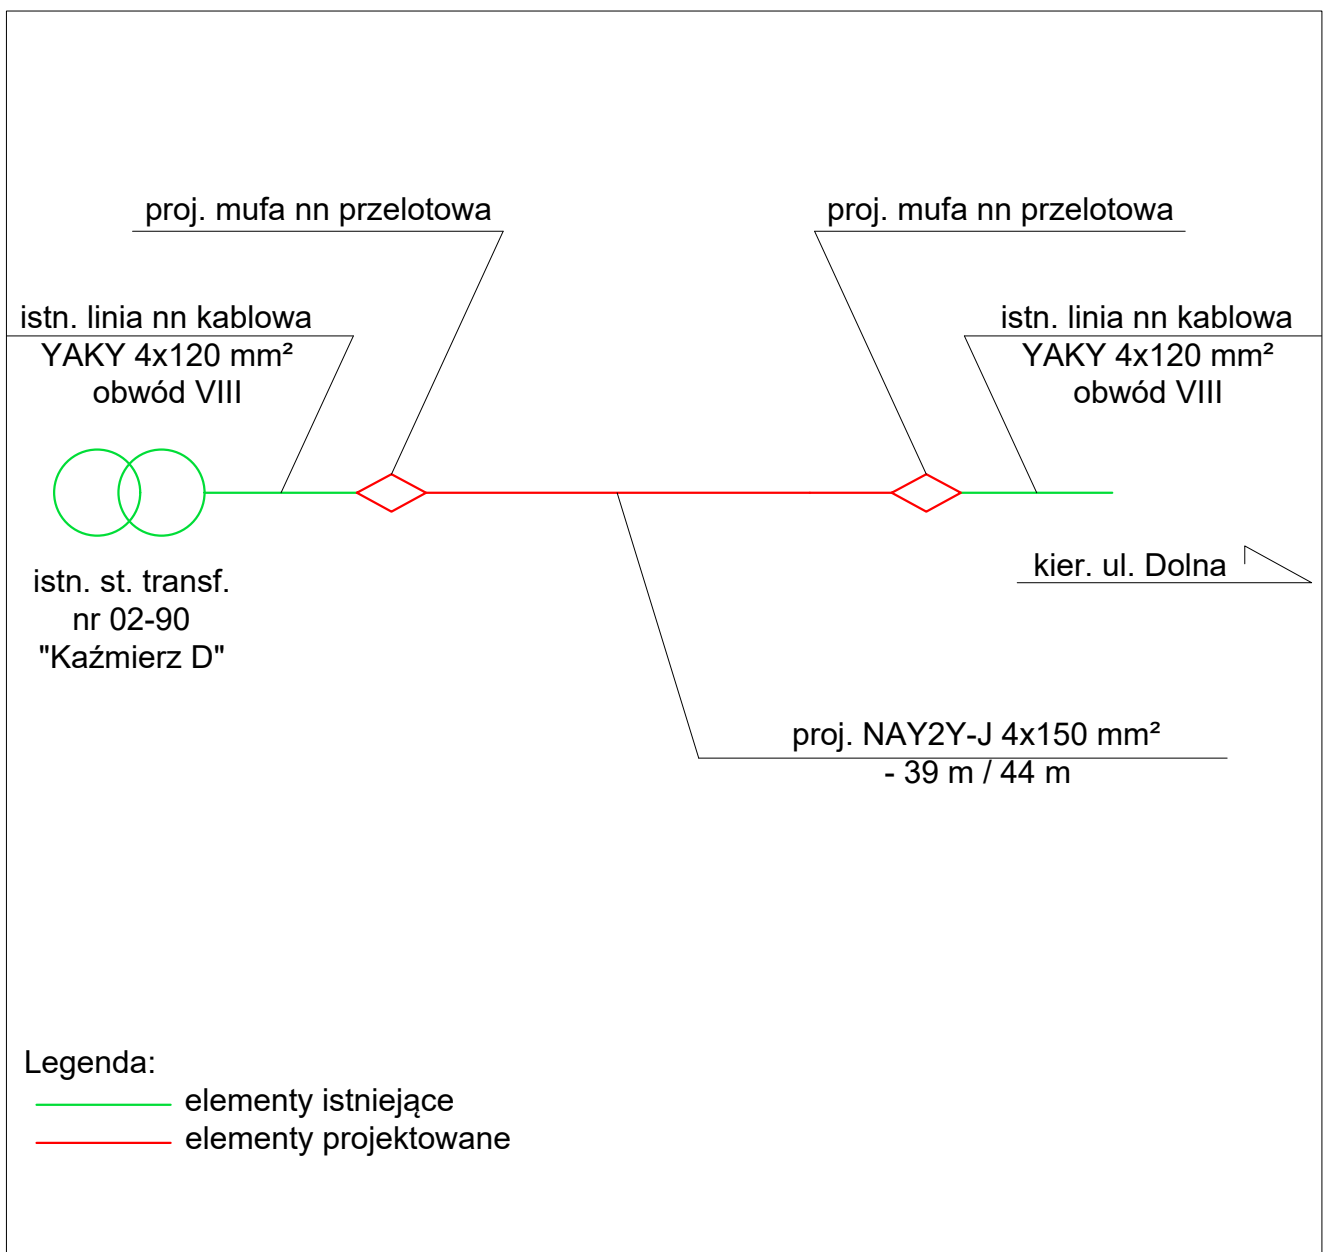 proj. mufa nn przelotowa
proj. mufa nn przelotowa
istn. linia nn kablowa
YAKY 4x120 mm²
obwód VIII
istn. linia nn kablowa
YAKY 4x120 mm²
obwód VIII
istn. st. transf.
nr 02-90
"Kaźmierz D"
kier. ul. Dolna
proj. NAY2Y-J 4x150 mm²
- 39 m / 44 m
Legenda:
elementy istniejące
elementy projektowane